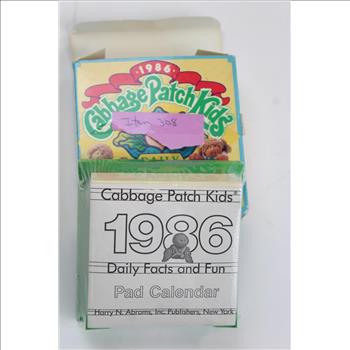 ·1986·
Cabbage Patch Kids®
Item 308
DAILY
Cabbage Patch Kids®
1986
Daily Facts and Fun
Pad Calendar
Harry N. Abrams, Inc. Publishers, New York